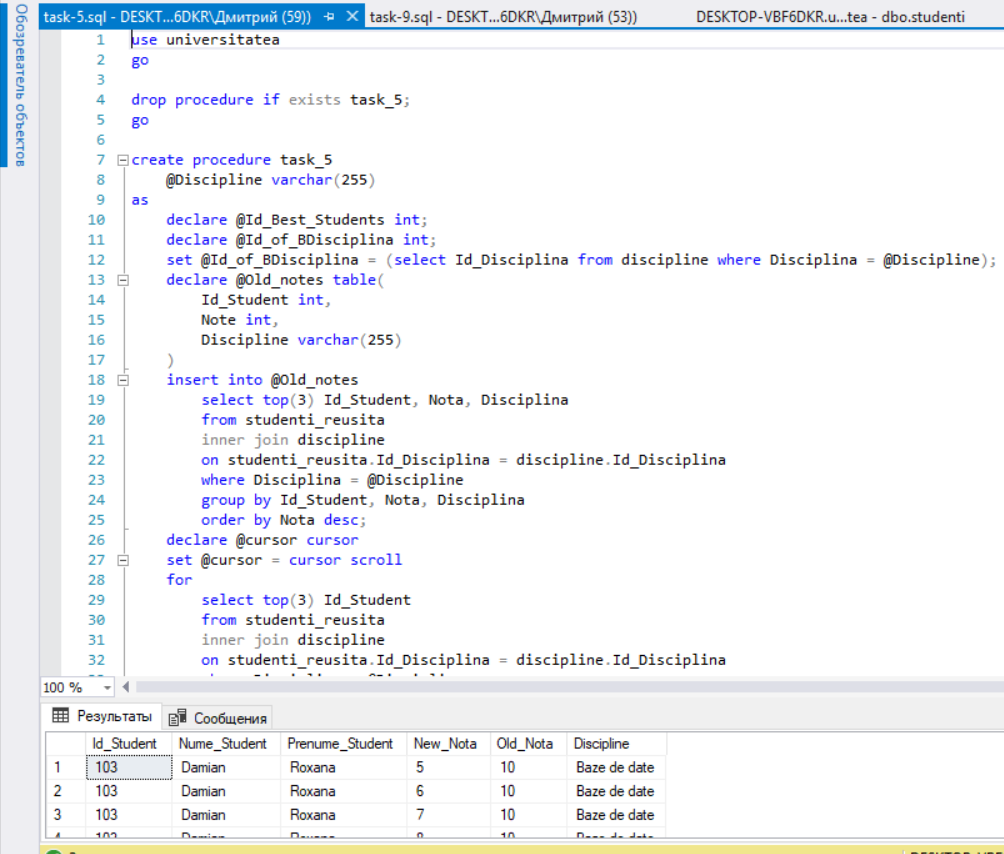 Обозреватель объектов
task-5.sql - DESKT...6DKR\Дмитрий (59)) task-9.sql - DESKT...6DKR\Дмитрий (53)) DESKTOP-VBF6DKR.u...tea - dbo.studenti
1 use universitatea
2 go
3
4 drop procedure if exists task_5;
5 go
6
7 create procedure task_5
8 @Discipline varchar(255)
9 as
10 declare @Id_Best_Students int;
11 declare @Id_of_BDisciplina int;
12 set @Id_of_BDisciplina = (select Id_Disciplina from discipline where Disciplina = @Discipline);
13 declare @Old_notes table(
14 Id_Student int,
15 Note int,
16 Discipline varchar(255)
17 )
18 insert into @Old_notes
19 select top(3) Id_Student, Nota, Disciplina
20 from studenti_reusita
21 inner join discipline
22 on studenti_reusita.Id_Disciplina = discipline.Id_Disciplina
23 where Disciplina = @Discipline
24 group by Id_Student, Nota, Disciplina
25 order by Nota desc;
26 declare @cursor cursor
27 set @cursor = cursor scroll
28 for
29 select top(3) Id_Student
30 from studenti_reusita
31 inner join discipline
32 on studenti_reusita.Id_Disciplina = discipline.Id_Disciplina
100 %
Результаты Сообщения
Id_Student Nume_Student Prenume_Student New_Nota Old_Nota Discipline
1 103 Damian Roxana 5 10 Baze de date
2 103 Damian Roxana 6 10 Baze de date
3 103 Damian Roxana 7 10 Baze de date
4 103 Damian Roxana 8 10 Baze de date